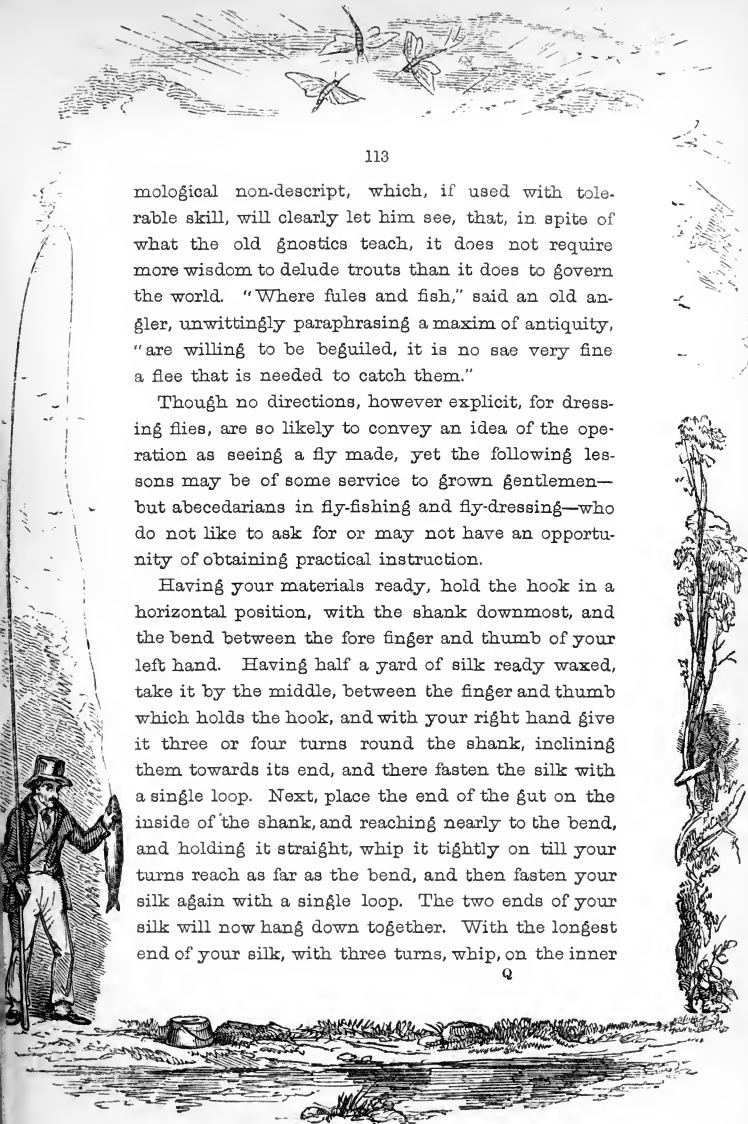 113
mological non-descript, which, if used with tole-
rable skill, will clearly let him see, that, in spite of
what the old gnostics teach, it does not require
more wisdom to delude trouts than it does to govern
the world. "Where fules and fish," said an old an-
gler, unwittingly paraphrasing a maxim of antiquity,
"are willing to be beguiled, it is no sae very fine
a flee that is needed to catch them."
Though no directions, however explicit, for dress-
ing flies, are so likely to convey an idea of the ope-
ration as seeing a fly made, yet the following les-
sons may be of some service to grown gentlemen—
but abecedarians in fly-fishing and fly-dressing—who
do not like to ask for or may not have an opportu-
nity of obtaining practical instruction.
Having your materials ready, hold the hook in a
horizontal position, with the shank downmost, and
the bend between the fore finger and thumb of your
left hand. Having half a yard of silk ready waxed,
take it by the middle, between the finger and thumb
which holds the hook, and with your right hand give
it three or four turns round the shank, inclining
them towards its end, and there fasten the silk with
a single loop. Next, place the end of the gut on the
inside of the shank, and reaching nearly to the bend,
and holding it straight, whip it tightly on till your
turns reach as far as the bend, and then fasten your
silk again with a single loop. The two ends of your
silk will now hang down together. With the longest
end of your silk, with three turns, whip, on the inner
Q